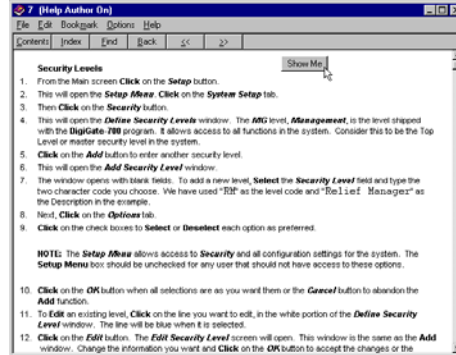 7 (Help Author On)
File Edit Bookmark Options Help
Contents Index Find Back << >>
Show Me
Security Levels
1. From the Main screen Click on the Setup button.
2. This will open the Setup Menu. Click on the System Setup tab.
3. Then Click on the Security button.
4. This will open the Define Security Levels window. The MG level, Management, is the level shipped
with the DigiGate-700 program. It allows access to all functions in the system. Consider this to be the Top
Level or master security level in the system.
5. Click on the Add button to enter another security level.
6. This will open the Add Security Level window.
7. The window opens with blank fields. To add a new level, Select the Security Level field and type the
two character code you choose. We have used "RM" as the level code and "Relief Manager" as
the Description in the example.
8. Next, Click on the Options tab.
9. Click on the check boxes to Select or Deselect each option as preferred.
NOTE: The Setup Menu allows access to Security and all configuration settings for the system. The
Setup Menu box should be unchecked for any user that should not have access to these options.
10. Click on the OK button when all selections are as you want them or the Cancel button to abandon the
Add function.
11. To Edit an existing level, Click on the line you want to edit, in the white portion of the Define Security
Level window. The line will be blue when it is selected.
12. Click on the Edit button. The Edit Security Level screen will open. This window is the same as the Add
window. Change the information you want and Click on the OK button to accept the changes or the